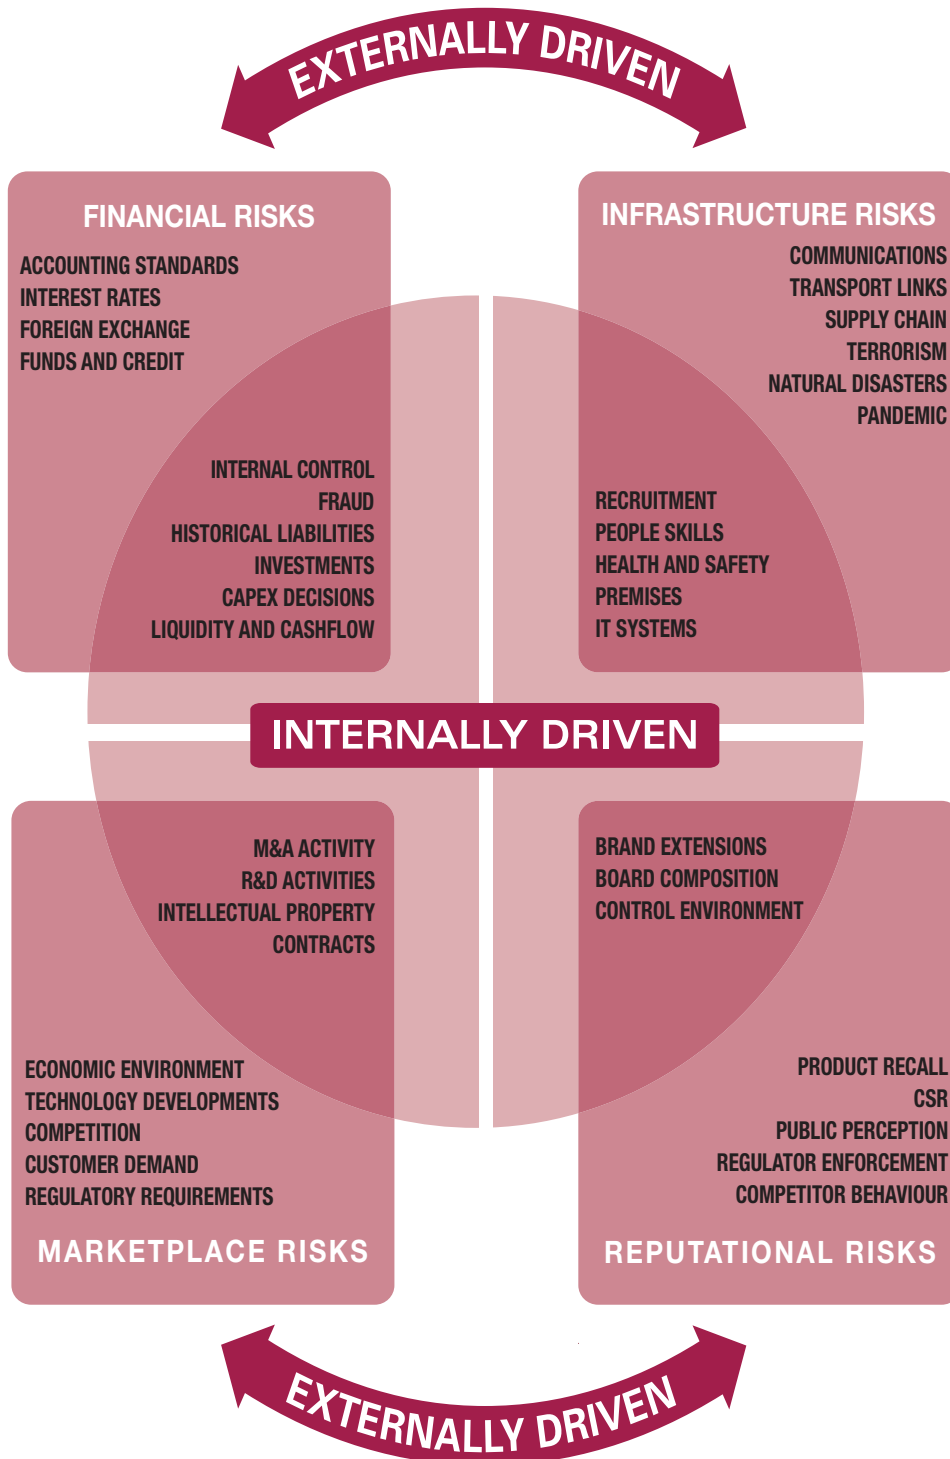 EXTERNALLY DRIVEN
FINANCIAL RISKS
ACCOUNTING STANDARDS
INTEREST RATES
FOREIGN EXCHANGE
FUNDS AND CREDIT
INTERNAL CONTROL
FRAUD
HISTORICAL LIABILITIES
INVESTMENTS
CAPEX DECISIONS
LIQUIDITY AND CASHFLOW
INFRASTRUCTURE RISKS
COMMUNICATIONS
TRANSPORT LINKS
SUPPLY CHAIN
TERRORISM
NATURAL DISASTERS
PANDEMIC
RECRUITMENT
PEOPLE SKILLS
HEALTH AND SAFETY
PREMISES
IT SYSTEMS
INTERNALLY DRIVEN
M&A ACTIVITY
R&D ACTIVITIES
INTELLECTUAL PROPERTY
CONTRACTS
ECONOMIC ENVIRONMENT
TECHNOLOGY DEVELOPMENTS
COMPETITION
CUSTOMER DEMAND
REGULATORY REQUIREMENTS
MARKETPLACE RISKS
BRAND EXTENSIONS
BOARD COMPOSITION
CONTROL ENVIRONMENT
PRODUCT RECALL
CSR
PUBLIC PERCEPTION
REGULATOR ENFORCEMENT
COMPETITOR BEHAVIOUR
REPUTATIONAL RISKS
EXTERNALLY DRIVEN